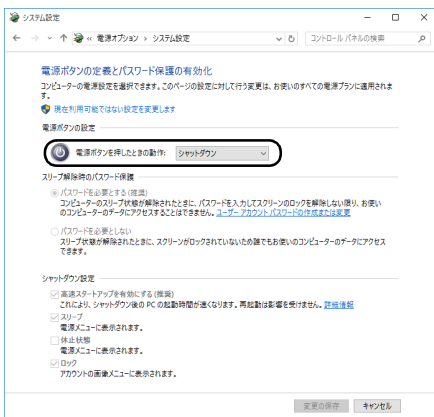 システム設定
« 電源オプション › システム設定
コントロール パネルの検索
電源ボタンの定義とパスワード保護の有効化
コンピューターの電源設定を選択できます。このページの設定に対して行う変更は、お使いのすべての電源プランに適用されま
す。
現在利用可能ではない設定を変更します
電源ボタンの設定
電源ボタンを押したときの動作: シャットダウン
スリープ解除時のパスワード保護
パスワードを必要とする (推奨)
コンピューターのスリープ状態が解除されたときに、パスワードを入力してスクリーンのロックを解除しない限り、お使い
のコンピューターのデータにアクセスすることはできません。ユーザー アカウント パスワードの作成または変更
パスワードを必要としない
スリープ状態が解除されたときに、スクリーンがロックされていないため誰でもお使いのコンピューターのデータにアクセス
できます。
シャットダウン設定
高速スタートアップを有効にする (推奨)
これにより、シャットダウン後の PC の起動時間が速くなります。再起動は影響を受けません。詳細情報
スリープ
電源メニューに表示されます。
休止状態
電源メニューに表示されます。
ロック
アカウントの画像メニューに表示されます。
変更の保存 キャンセル